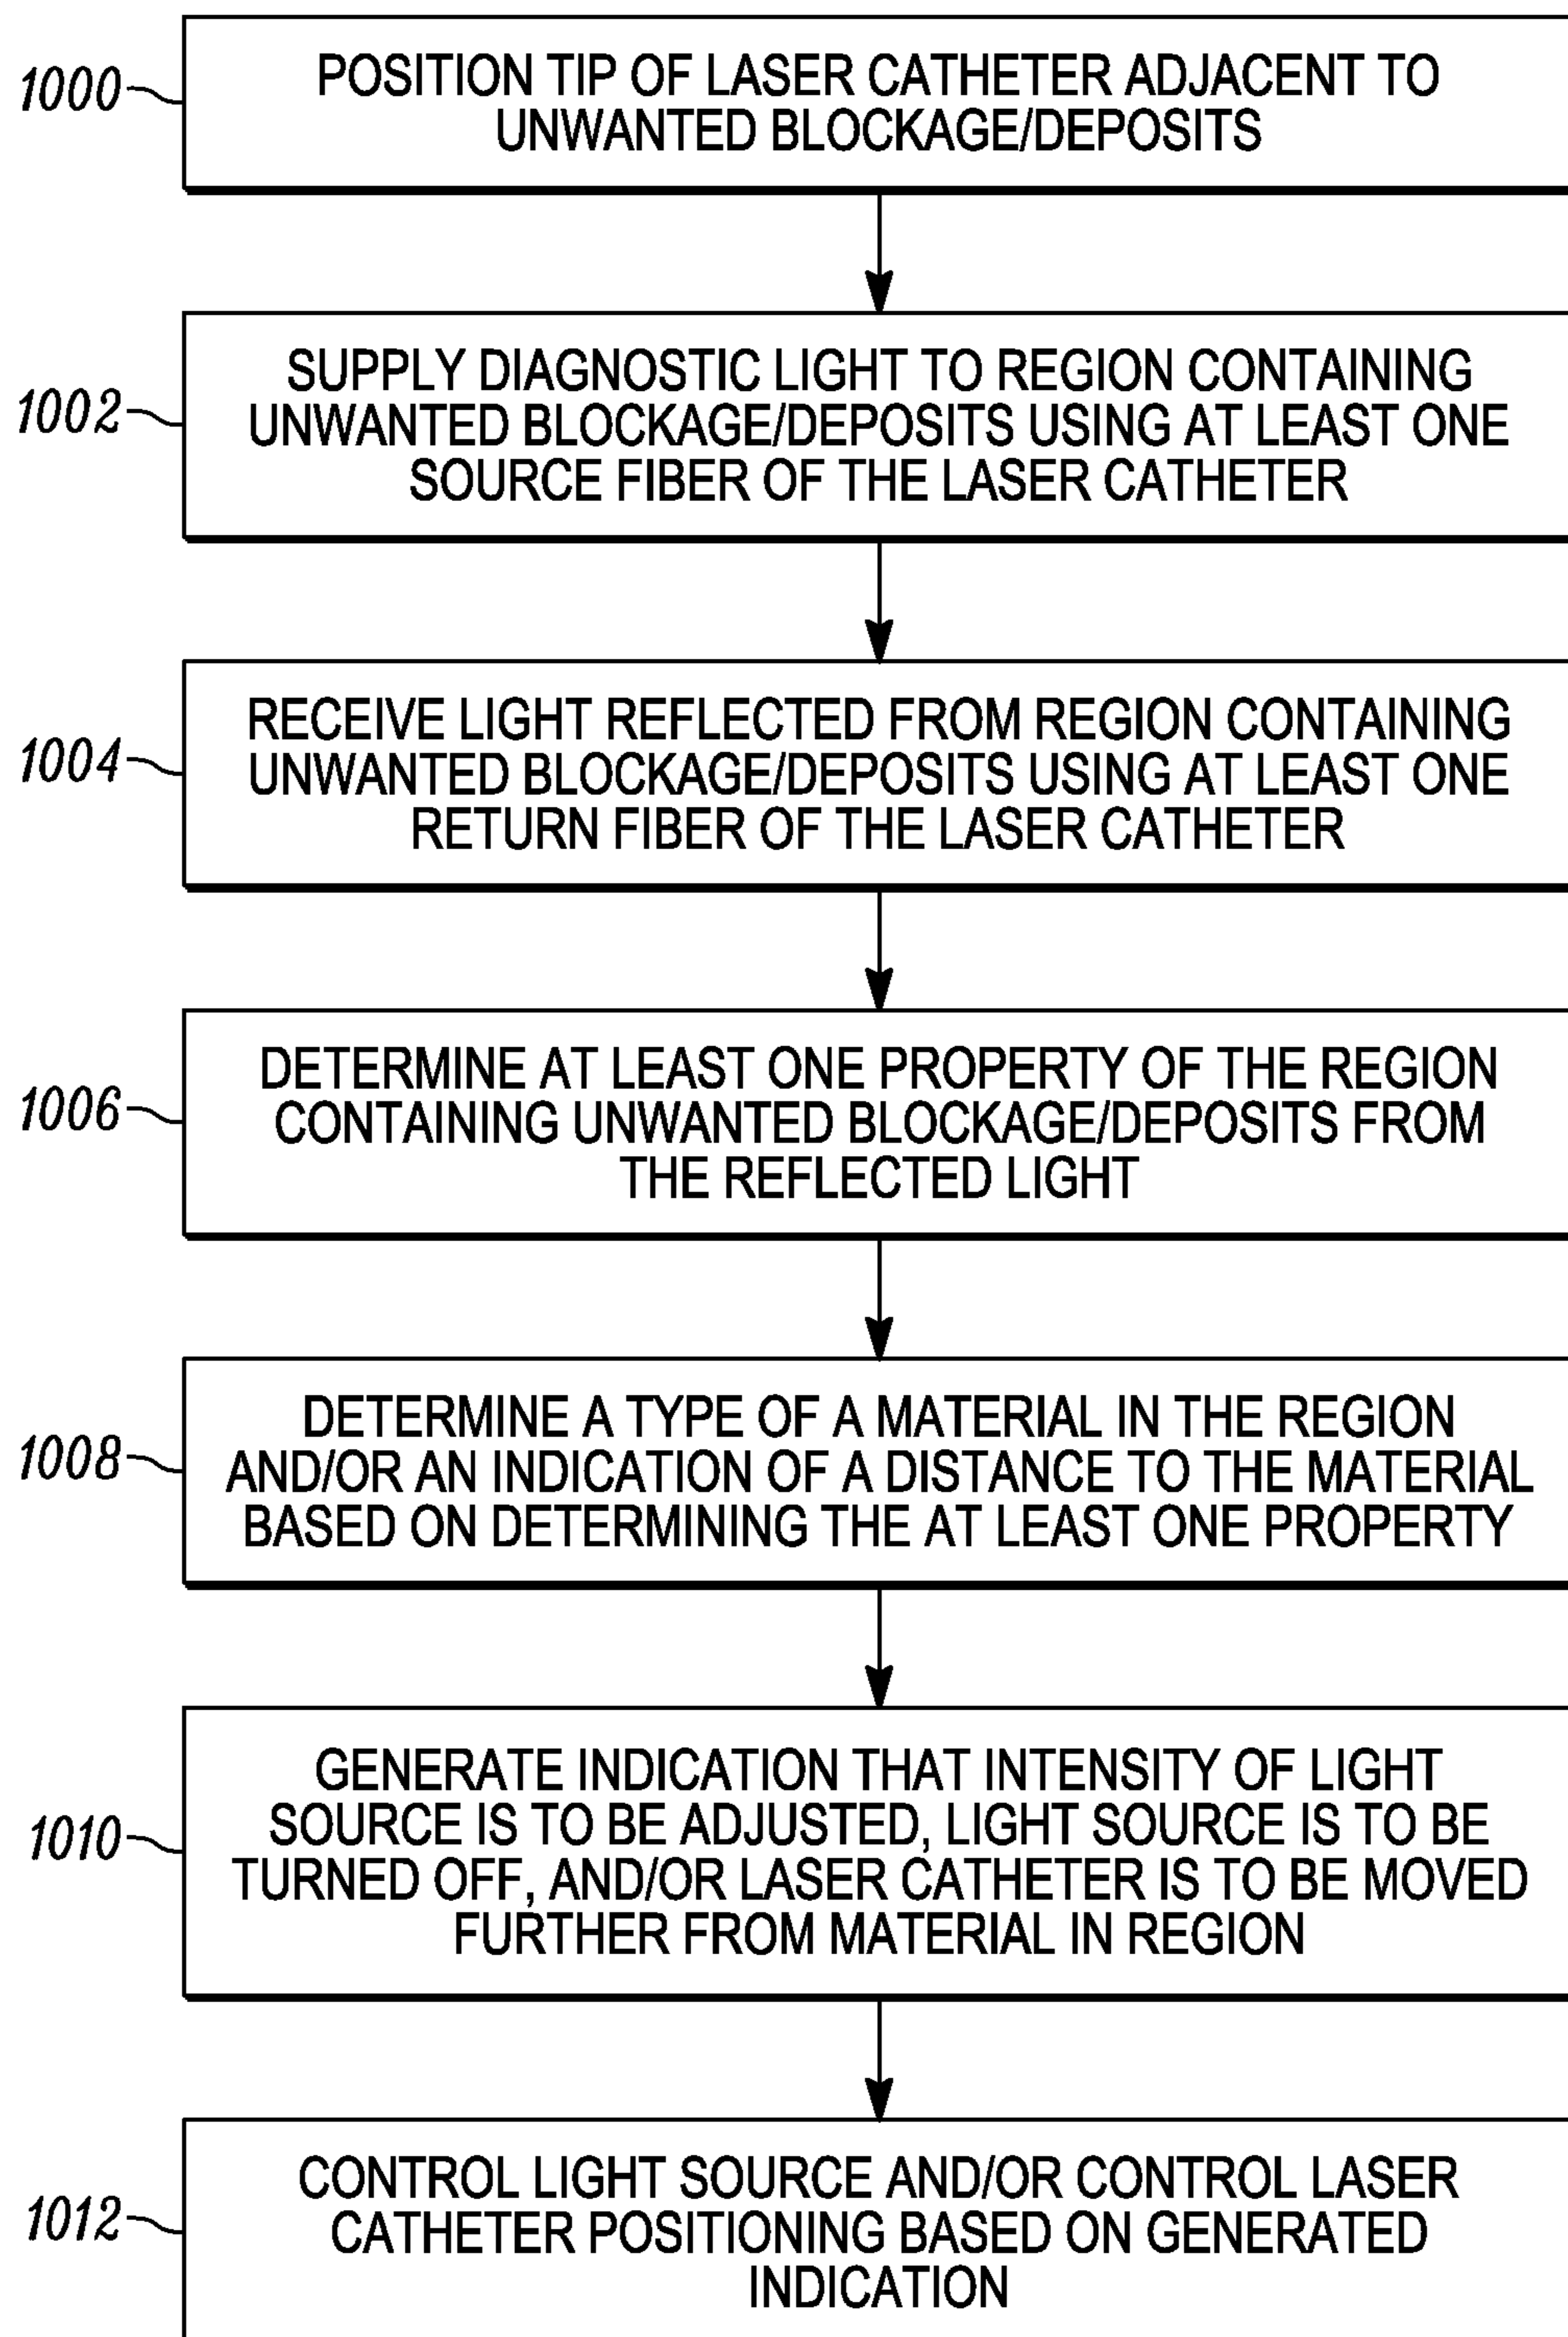 1000
POSITION TIP OF LASER CATHETER ADJACENT TO
UNWANTED BLOCKAGE/DEPOSITS
1002
SUPPLY DIAGNOSTIC LIGHT TO REGION CONTAINING
UNWANTED BLOCKAGE/DEPOSITS USING AT LEAST ONE
SOURCE FIBER OF THE LASER CATHETER
1004
RECEIVE LIGHT REFLECTED FROM REGION CONTAINING
UNWANTED BLOCKAGE/DEPOSITS USING AT LEAST ONE
RETURN FIBER OF THE LASER CATHETER
1006
DETERMINE AT LEAST ONE PROPERTY OF THE REGION
CONTAINING UNWANTED BLOCKAGE/DEPOSITS FROM
THE REFLECTED LIGHT
1008
DETERMINE A TYPE OF A MATERIAL IN THE REGION
AND/OR AN INDICATION OF A DISTANCE TO THE MATERIAL
BASED ON DETERMINING THE AT LEAST ONE PROPERTY
1010
GENERATE INDICATION THAT INTENSITY OF LIGHT
SOURCE IS TO BE ADJUSTED, LIGHT SOURCE IS TO BE
TURNED OFF, AND/OR LASER CATHETER IS TO BE MOVED
FURTHER FROM MATERIAL IN REGION
1012
CONTROL LIGHT SOURCE AND/OR CONTROL LASER
CATHETER POSITIONING BASED ON GENERATED
INDICATION